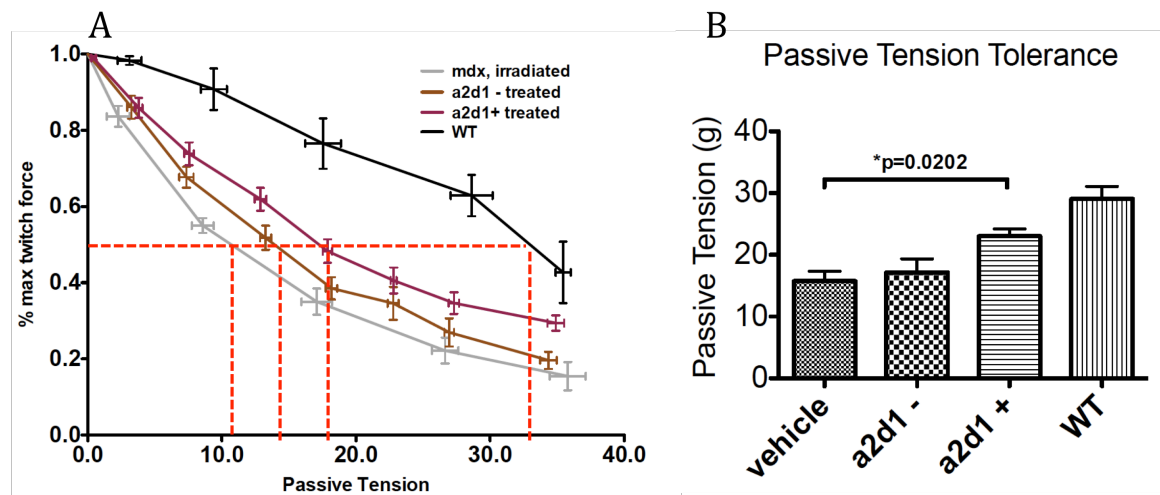 A
% max twitch force
1.0
0.8
0.6
0.4
0.2
0.0
0.0
10.0
20.0
30.0
40.0
Passive Tension
mdx, irradiated
a2d1 - treated
a2d1+ treated
WT
B
Passive Tension Tolerance
Passive Tension (g)
40
30
20
10
0
*p=0.0202
vehicle
a2d1 -
a2d1 +
WT